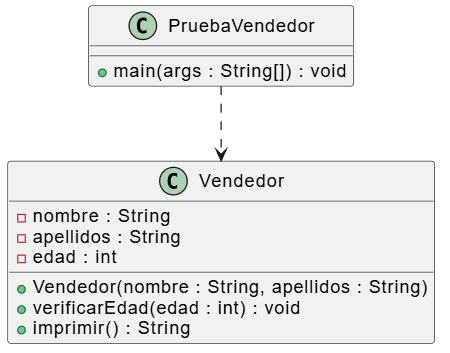 C PruebaVendedor
main(args : String[]) : void
C Vendedor
nombre : String
apellidos : String
edad : int
Vendedor(nombre : String, apellidos : String)
verificarEdad(edad : int) : void
imprimir() : String